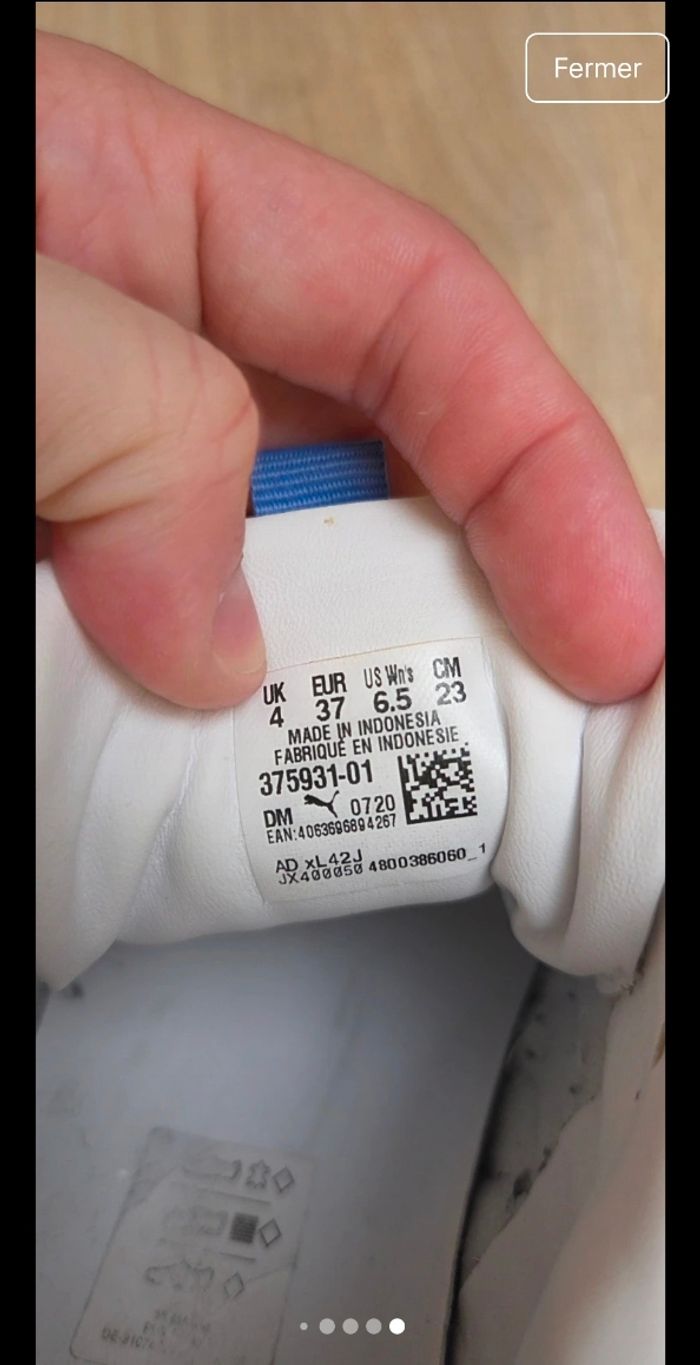 Fermer
UK EUR US Wn's CM
4 37 6.5 23
MADE IN INDONESIA
FABRIQUÉ EN INDONESIE
375931-01
DM 0720
EAN:4063696894267
AD xL42J
JX400050 4800386060_1